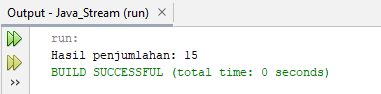 Output - Java_Stream (run) ×
run:
Hasil penjumlahan: 15
BUILD SUCCESSFUL (total time: 0 seconds)